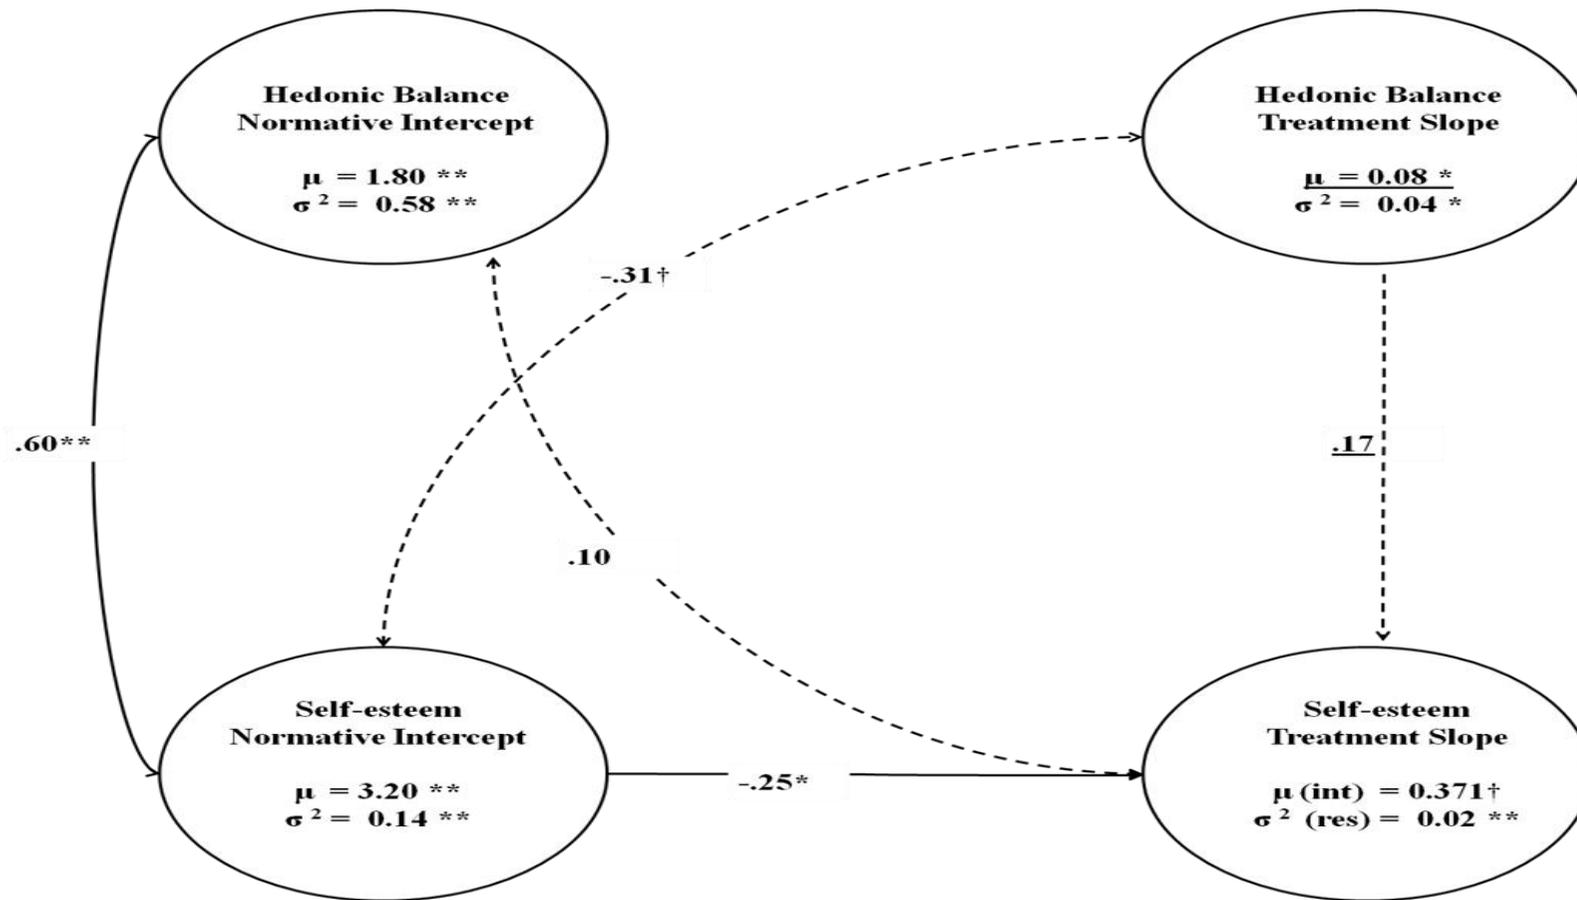 Hedonic Balance
Normative Intercept
μ = 1.80 **
σ ² = 0.58 **
Hedonic Balance
Treatment Slope
μ = 0.08 *
σ ² = 0.04 *
-.31†
.60**
.17
.10
Self-esteem
Normative Intercept
μ = 3.20 **
σ ² = 0.14 **
-.25*
Self-esteem
Treatment Slope
μ (int) = 0.371†
σ ² (res) = 0.02 **